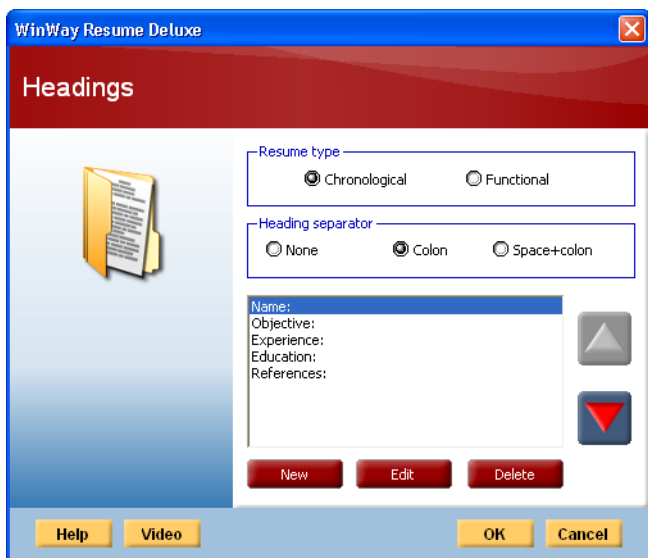 WinWay Resume Deluxe
Headings
Resume type
Chronological Functional
Heading separator
None Colon Space+colon
Name:
Objective:
Experience:
Education:
References:
New Edit Delete
Help Video OK Cancel